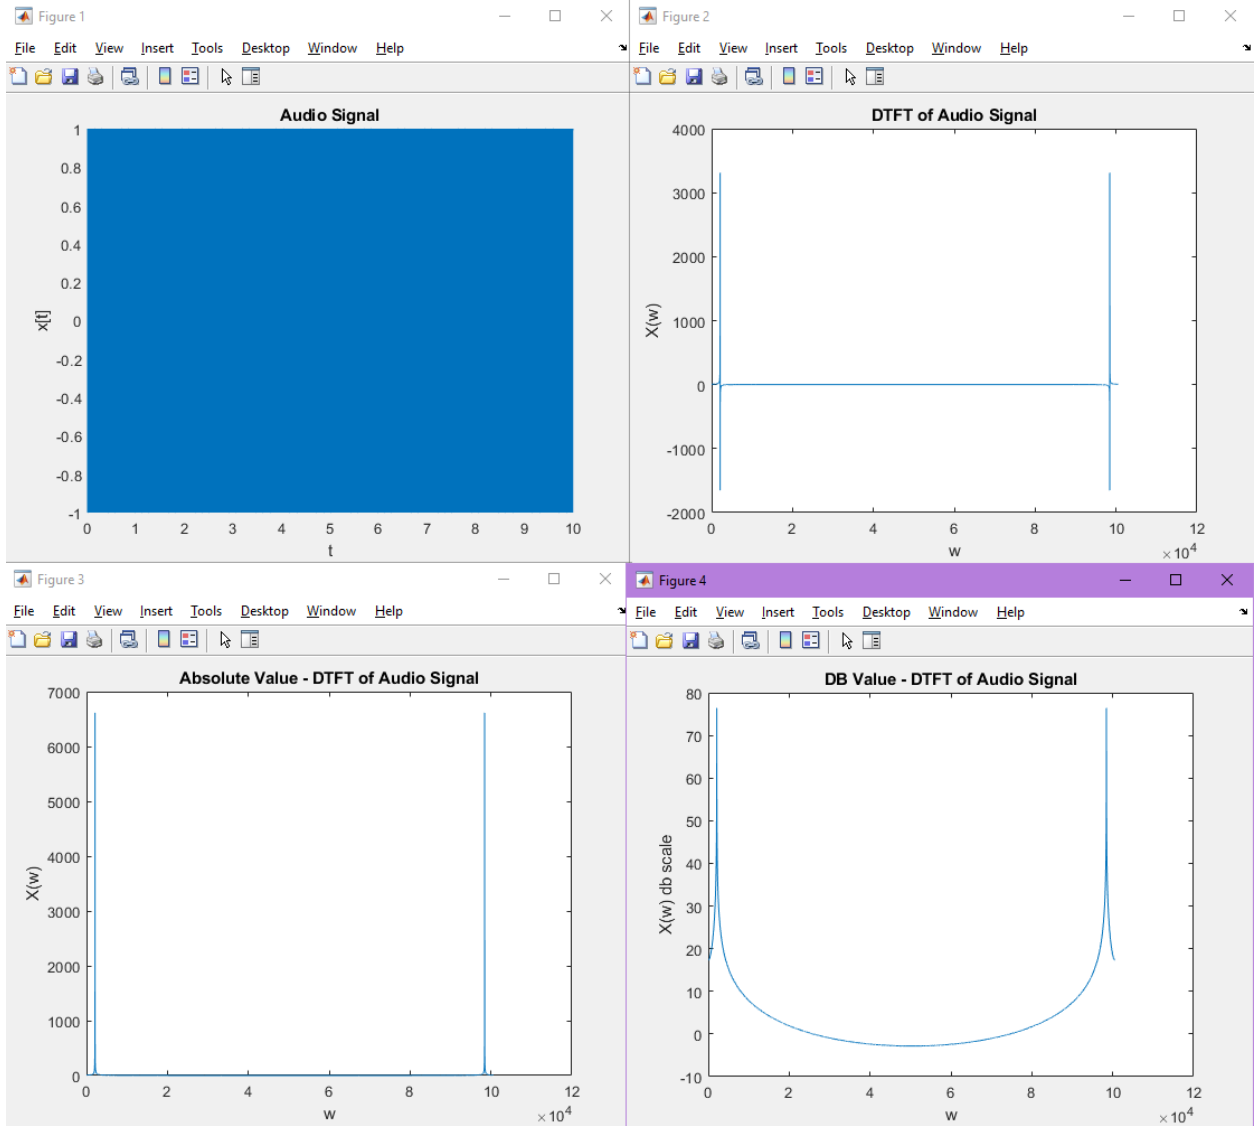 Figure 1
File Edit View Insert Tools Desktop Window Help
Audio Signal
1
0.8
0.6
0.4
0.2
0
-0.2
-0.4
-0.6
-0.8
-1
x[t]
0 1 2 3 4 5 6 7 8 9 10
t
Figure 2
File Edit View Insert Tools Desktop Window Help
DTFT of Audio Signal
4000
3000
2000
1000
0
-1000
-2000
X(w)
0 2 4 6 8 10 12
w
×10⁴
Figure 3
File Edit View Insert Tools Desktop Window Help
Absolute Value - DTFT of Audio Signal
7000
6000
5000
4000
3000
2000
1000
0
X(w)
0 2 4 6 8 10 12
w
×10⁴
Figure 4
File Edit View Insert Tools Desktop Window Help
DB Value - DTFT of Audio Signal
80
70
60
50
40
30
20
10
0
-10
X(w) db scale
0 2 4 6 8 10 12
w
×10⁴